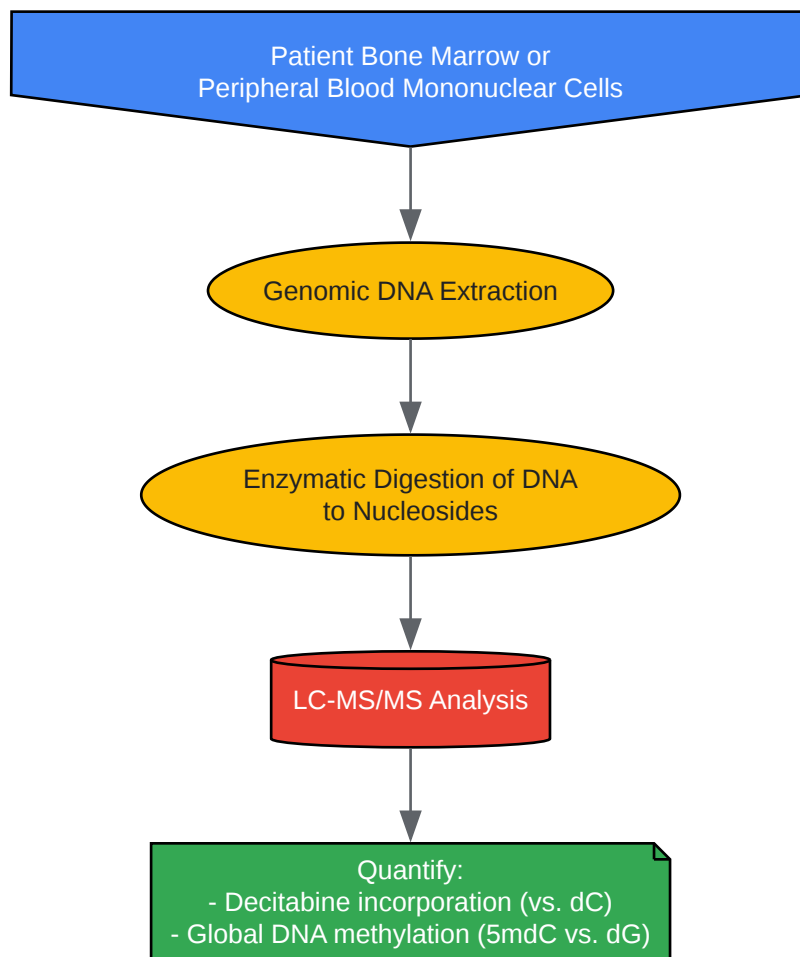 Patient Bone Marrow or
Peripheral Blood Mononuclear Cells
Genomic DNA Extraction
Enzymatic Digestion of DNA
to Nucleosides
LC-MS/MS Analysis
Quantify:
- Decitabine incorporation (vs. dC)
- Global DNA methylation (5mdC vs. dG)